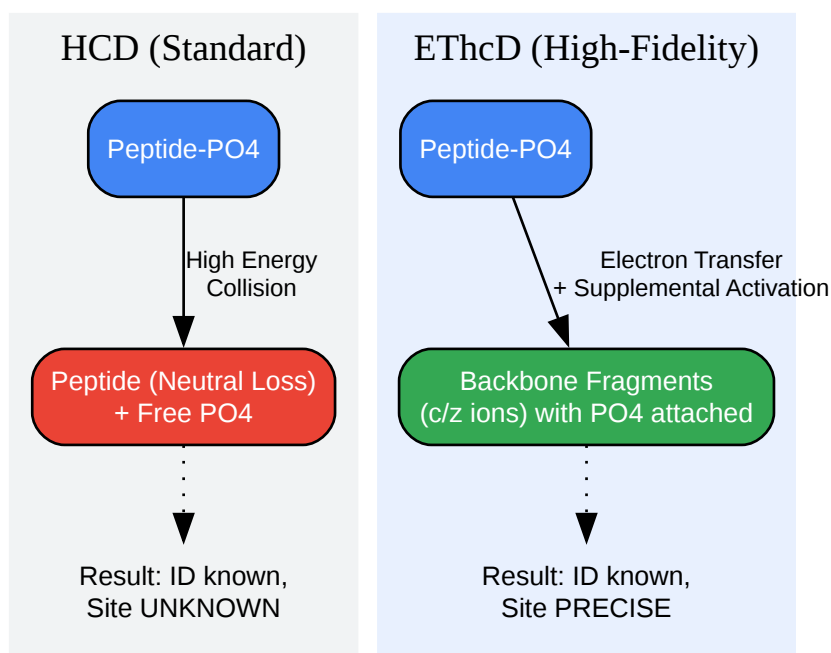 HCD (Standard)
Peptide-PO4
High Energy
Collision
Peptide (Neutral Loss)
+ Free PO4
Result: ID known,
Site UNKNOWN
EThcD (High-Fidelity)
Peptide-PO4
Electron Transfer
+ Supplemental Activation
Backbone Fragments
(c/z ions) with PO4 attached
Result: ID known,
Site PRECISE